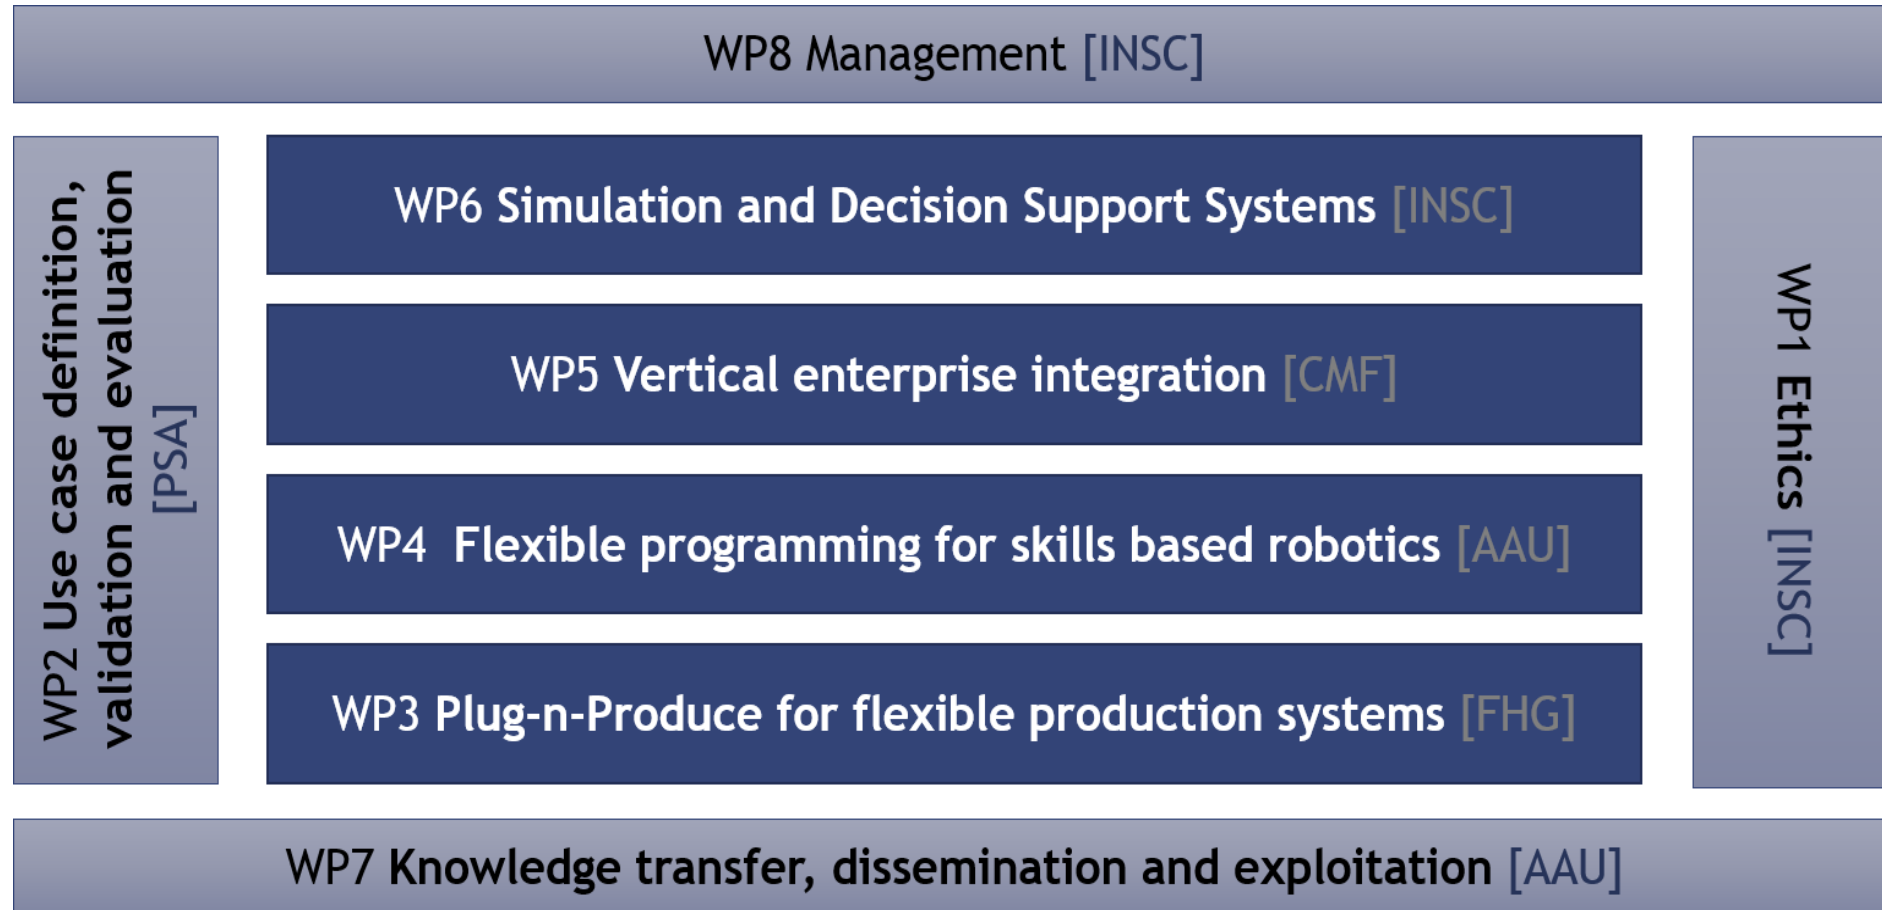 WP8 Management [INSC]
WP2 Use case definition,
validation and evaluation
[PSA]
WP6 Simulation and Decision Support Systems [INSC]
WP5 Vertical enterprise integration [CMF]
WP4  Flexible programming for skills based robotics [AAU]
WP3 Plug-n-Produce for flexible production systems [FHG]
WP1 Ethics [INSC]
WP7 Knowledge transfer, dissemination and exploitation [AAU]